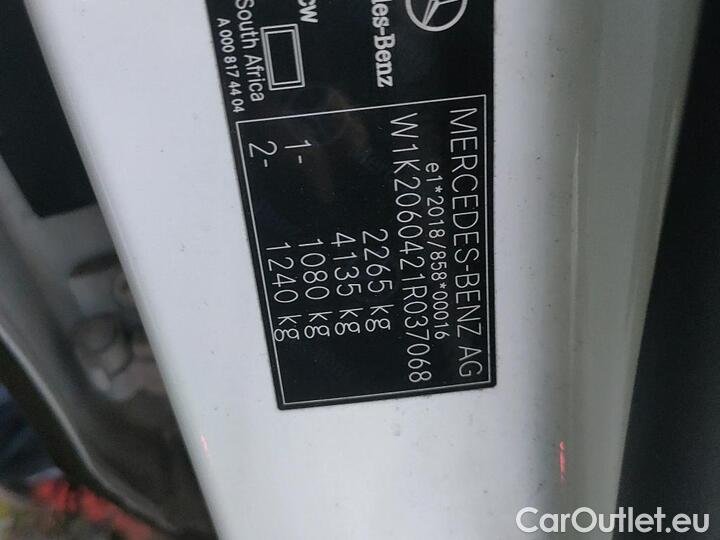 MERCEDES-BENZ AG
e1*2018/858*00016
W1K2060421R037068
2265 kg
4135 kg
1- 1080 kg
2- 1240 kg
South Africa
A 000 817 44 04
CarOutlet.eu